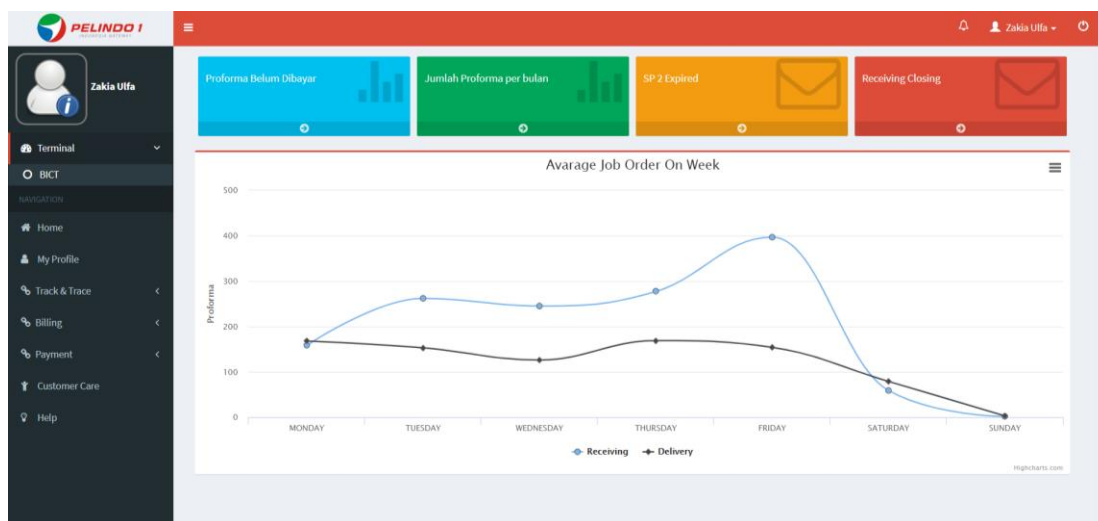 PELINDO 1
INDONESIA GATEWAY
Zakia Ulfa
Zakia Ulfa
Terminal
BICT
NAVIGATION
Home
My Profile
Track & Trace
Billing
Payment
Customer Care
Help
Proforma Belum Dibayar
Jumlah Proforma per bulan
SP 2 Expired
Receiving Closing
Avarage Job Order On Week
Proforma
500
400
300
200
100
0
MONDAY TUESDAY WEDNESDAY THURSDAY FRIDAY SATURDAY SUNDAY
Receiving Delivery
Highcharts.com